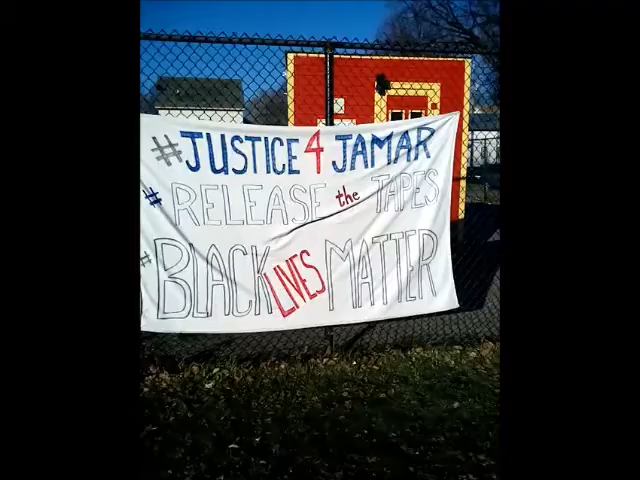 #JUSTICE 4 JAMAR
#RELEASE the TAPES
#BLACK LIVES MATTER